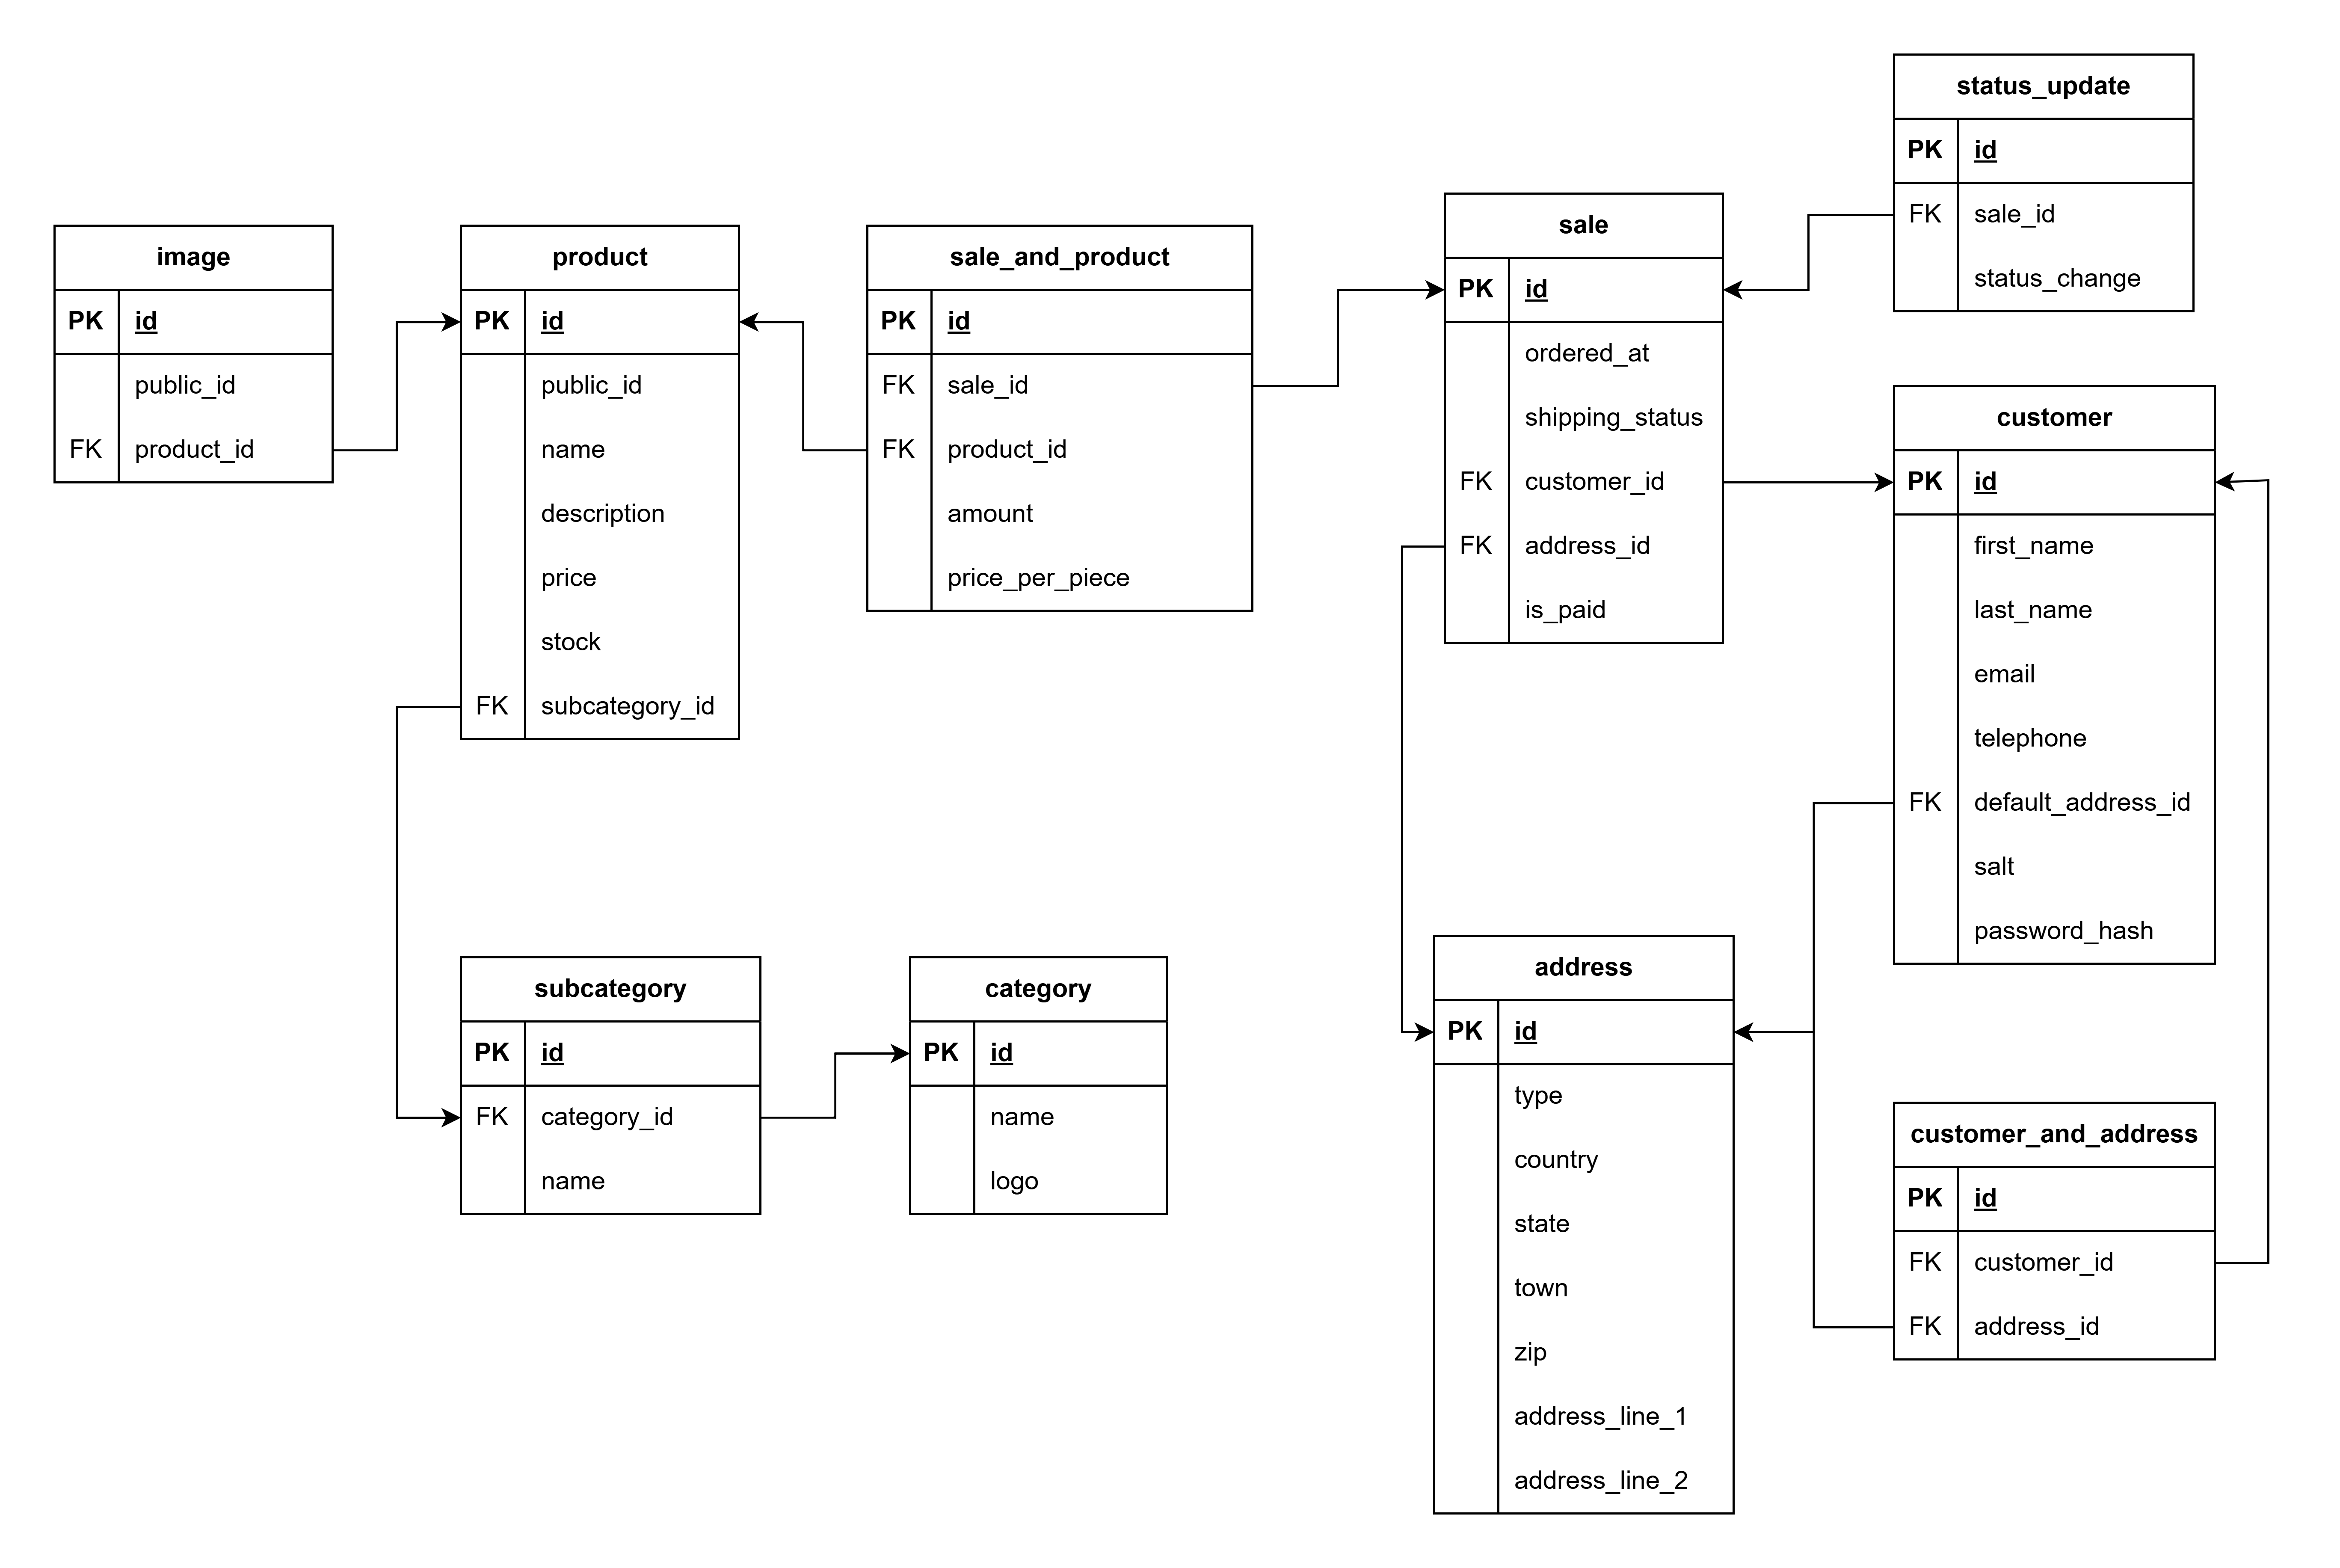 status_update
PK id
FK sale_id
status_change
sale
PK id
ordered_at
shipping_status
FK customer_id
FK address_id
is_paid
image
PK id
public_id
FK product_id
product
PK id
public_id
name
description
price
stock
FK subcategory_id
sale_and_product
PK id
FK sale_id
FK product_id
amount
price_per_piece
customer
PK id
first_name
last_name
email
telephone
FK default_address_id
salt
password_hash
subcategory
PK id
FK category_id
name
category
PK id
name
logo
address
PK id
type
country
state
town
zip
address_line_1
address_line_2
customer_and_address
PK id
FK customer_id
FK address_id